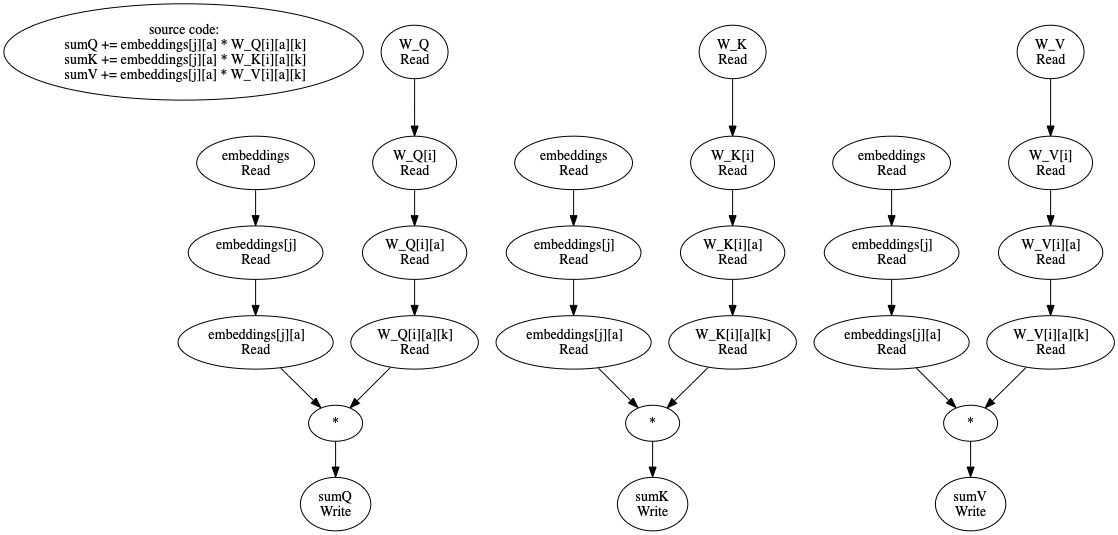 source code:
sumQ += embeddings[j][a] * W_Q[i][a][k]
sumK += embeddings[j][a] * W_K[i][a][k]
sumV += embeddings[j][a] * W_V[i][a][k]
W_Q
Read
W_K
Read
W_V
Read
embeddings
Read
W_Q[i]
Read
embeddings
Read
W_K[i]
Read
embeddings
Read
W_V[i]
Read
embeddings[j]
Read
W_Q[i][a]
Read
embeddings[j]
Read
W_K[i][a]
Read
embeddings[j]
Read
W_V[i][a]
Read
embeddings[j][a]
Read
W_Q[i][a][k]
Read
embeddings[j][a]
Read
W_K[i][a][k]
Read
embeddings[j][a]
Read
W_V[i][a][k]
Read
*
*
*
sumQ
Write
sumK
Write
sumV
Write